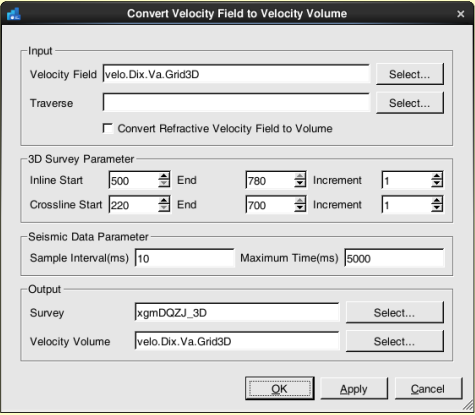 Convert Velocity Field to Velocity Volume
Input
Velocity Field velo.Dix.Va.Grid3D Select...
Traverse Select...
Convert Refractive Velocity Field to Volume
3D Survey Parameter
Inline Start 500 End 780 Increment 1
Crossline Start 220 End 700 Increment 1
Seismic Data Parameter
Sample Interval(ms) 10 Maximum Time(ms) 5000
Output
Survey xgmDQZJ_3D Select...
Velocity Volume velo.Dix.Va.Grid3D Select...
OK Apply Cancel